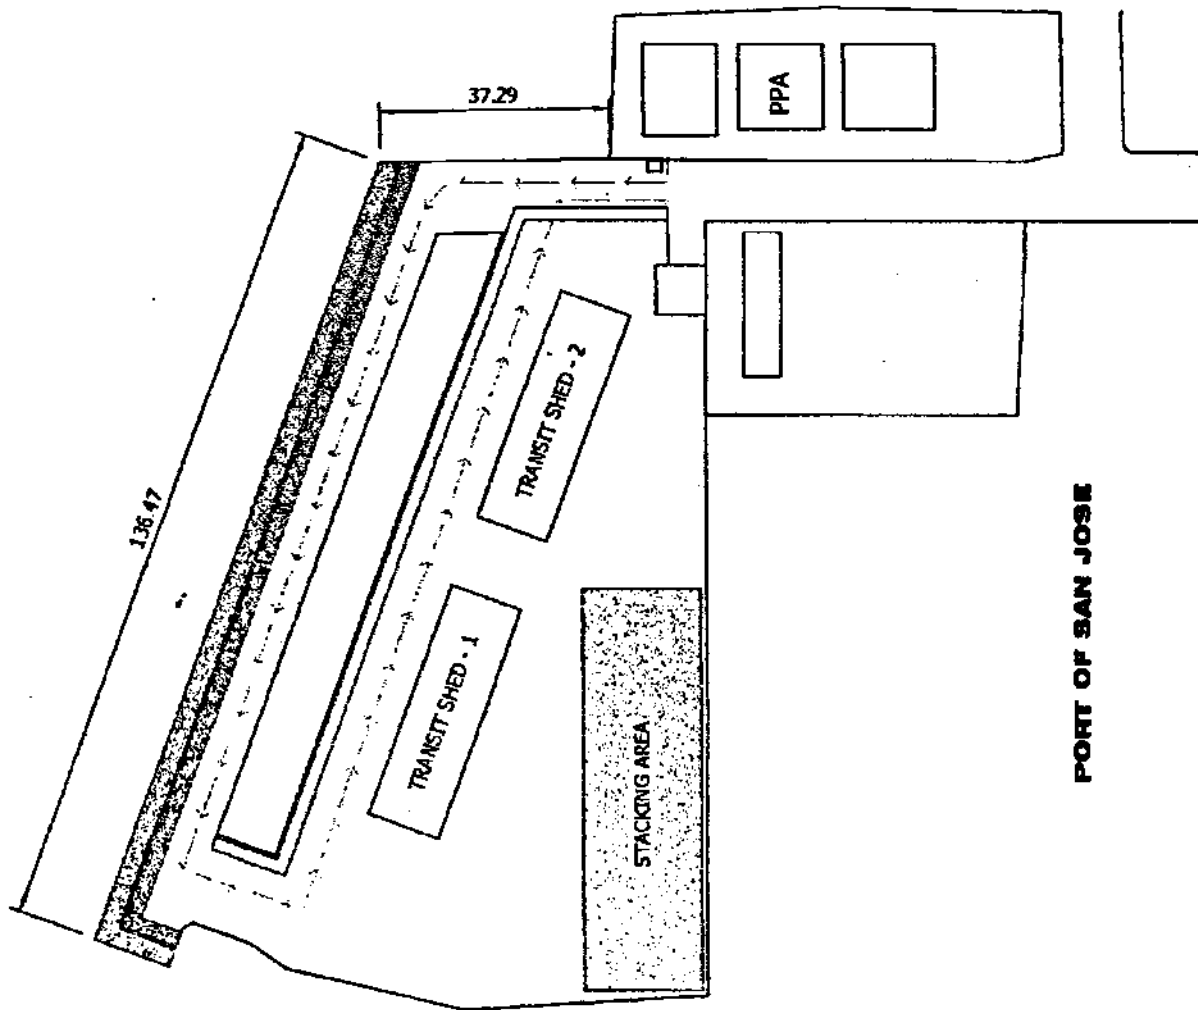 37.29
PPA
136.47
TRANSIT SHED - 2
TRANSIT SHED - 1
STACKING AREA
PORT OF SAN JOSE